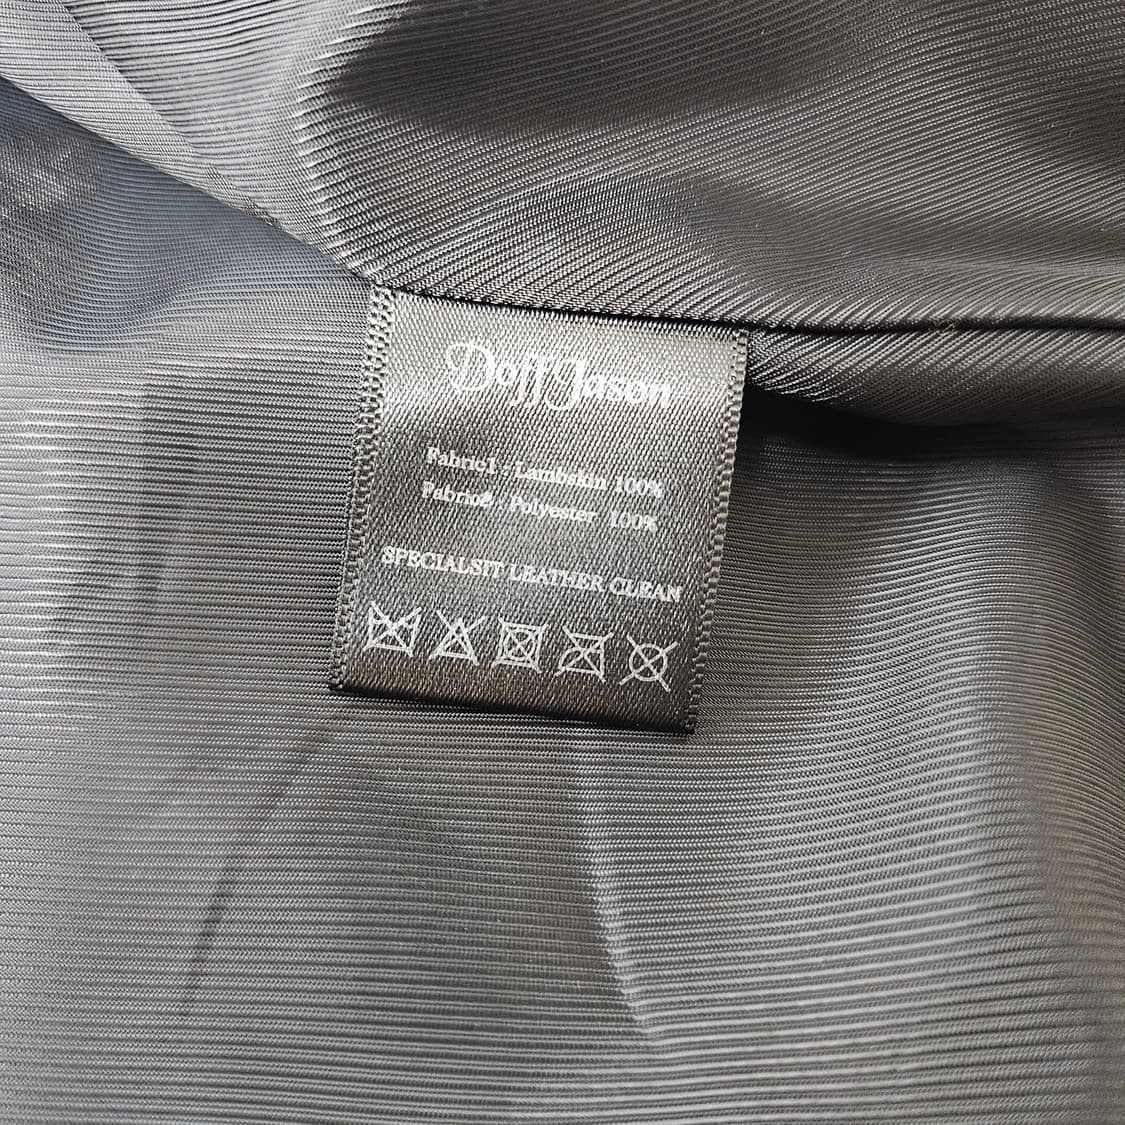 DoffJason
Fabric1 : Lambskin 100%
Fabric2 : Polyester 100%
SPECIALSIT LEATHER CLEAN